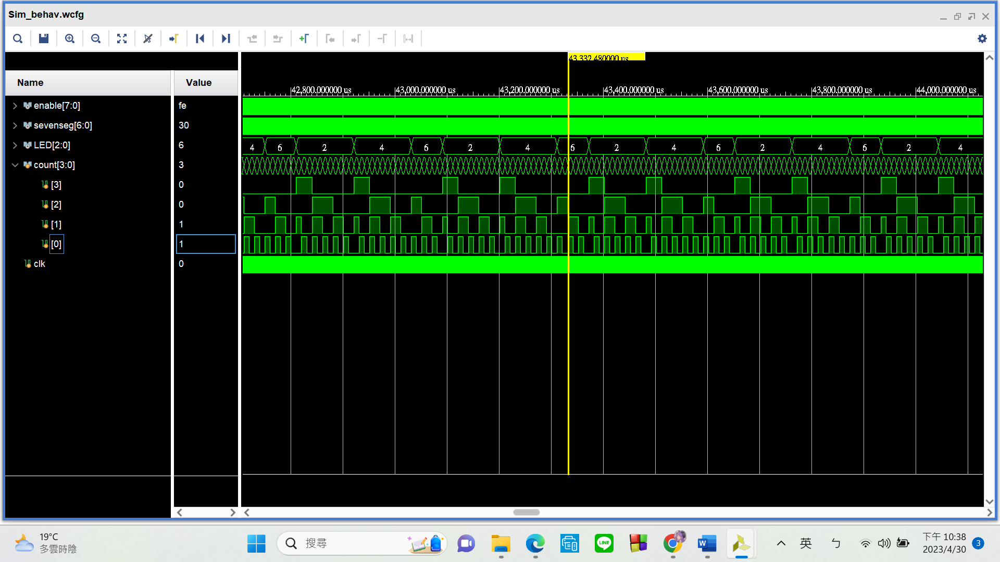 Sim_behav.wcfg
43,332.480000 us
Name Value
42,800.000000 us 43,000.000000 us 43,200.000000 us 43,400.000000 us 43,600.000000 us 43,800.000000 us 44,000.000000 us
enable[7:0] fe
sevenseg[6:0] 30
LED[2:0] 6 4 6 2 4 6 2 4 6 2 4 6 2 4 6 2 4
count[3:0] 3
[3] 0
[2] 0
[1] 1
[0] 1
clk 0
19°C
多雲時陰
搜尋
LINE
W
英
ㄅ
下午 10:38
2023/4/30
3